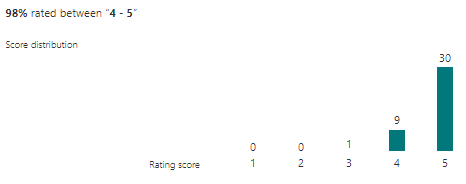 98% rated between "4 - 5"
Score distribution
30
9
0 0 1
Rating score 1 2 3 4 5